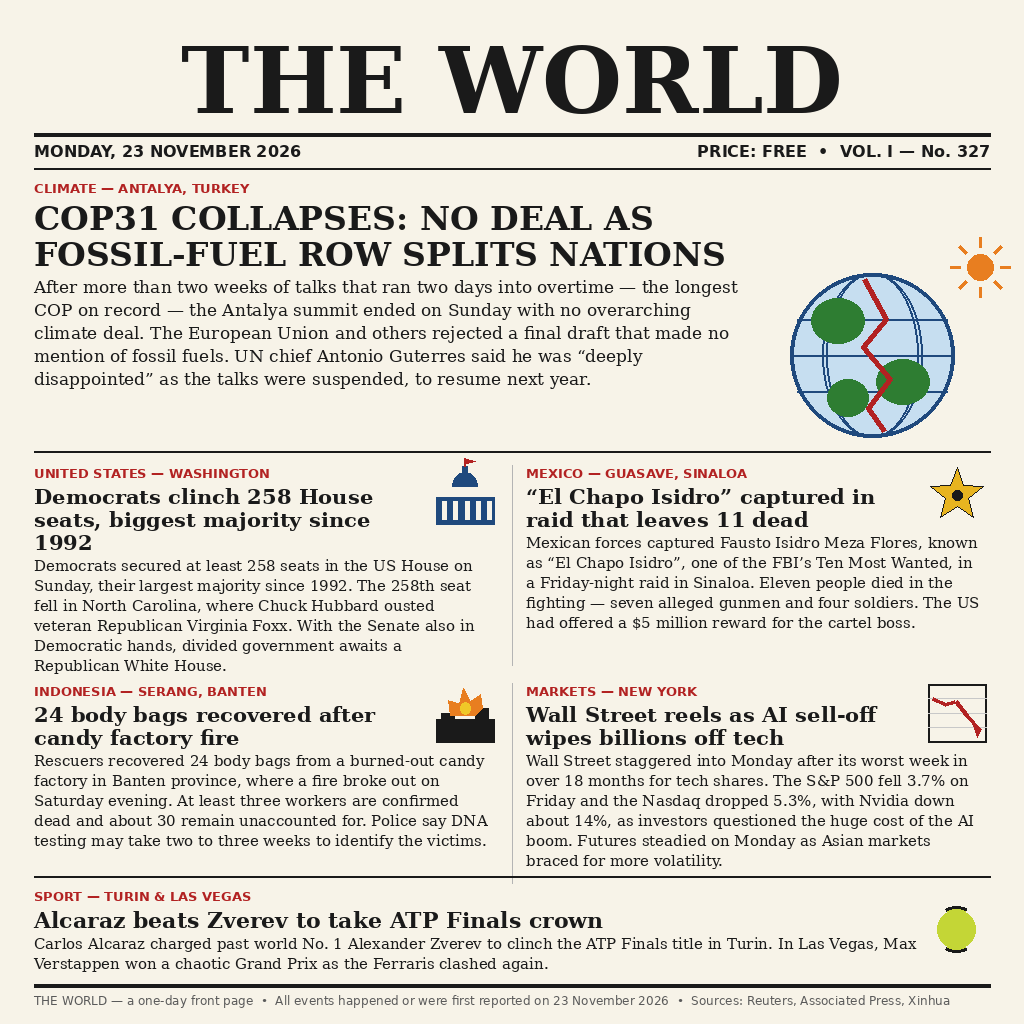 THE WORLD
MONDAY, 23 NOVEMBER 2026
PRICE: FREE • VOL. I — No. 327
CLIMATE — ANTALYA, TURKEY
COP31 COLLAPSES: NO DEAL AS
FOSSIL-FUEL ROW SPLITS NATIONS
After more than two weeks of talks that ran two days into overtime — the longest
COP on record — the Antalya summit ended on Sunday with no overarching
climate deal. The European Union and others rejected a final draft that made no
mention of fossil fuels. UN chief Antonio Guterres said he was “deeply
disappointed” as the talks were suspended, to resume next year.
UNITED STATES — WASHINGTON
Democrats clinch 258 House
seats, biggest majority since
1992
Democrats secured at least 258 seats in the US House on
Sunday, their largest majority since 1992. The 258th seat
fell in North Carolina, where Chuck Hubbard ousted
veteran Republican Virginia Foxx. With the Senate also in
Democratic hands, divided government awaits a
Republican White House.
MEXICO — GUASAVE, SINALOA
“El Chapo Isidro” captured in
raid that leaves 11 dead
Mexican forces captured Fausto Isidro Meza Flores, known
as “El Chapo Isidro”, one of the FBI’s Ten Most Wanted, in
a Friday-night raid in Sinaloa. Eleven people died in the
fighting — seven alleged gunmen and four soldiers. The US
had offered a $5 million reward for the cartel boss.
INDONESIA — SERANG, BANTEN
24 body bags recovered after
candy factory fire
Rescuers recovered 24 body bags from a burned-out candy
factory in Banten province, where a fire broke out on
Saturday evening. At least three workers are confirmed
dead and about 30 remain unaccounted for. Police say DNA
testing may take two to three weeks to identify the victims.
MARKETS — NEW YORK
Wall Street reels as AI sell-off
wipes billions off tech
Wall Street staggered into Monday after its worst week in
over 18 months for tech shares. The S&P 500 fell 3.7% on
Friday and the Nasdaq dropped 5.3%, with Nvidia down
about 14%, as investors questioned the huge cost of the AI
boom. Futures steadied on Monday as Asian markets
braced for more volatility.
SPORT — TURIN & LAS VEGAS
Alcaraz beats Zverev to take ATP Finals crown
Carlos Alcaraz charged past world No. 1 Alexander Zverev to clinch the ATP Finals title in Turin. In Las Vegas, Max
Verstappen won a chaotic Grand Prix as the Ferraris clashed again.
THE WORLD — a one-day front page • All events happened or were first reported on 23 November 2026 • Sources: Reuters, Associated Press, Xinhua